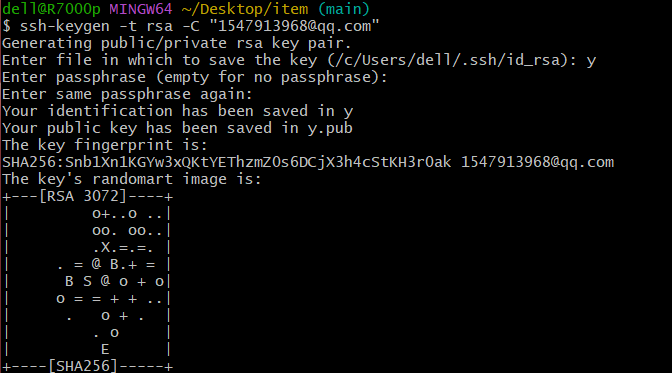 dell@R7000p MINGW64 ~/Desktop/item (main)
$ ssh-keygen -t rsa -C "1547913968@qq.com"
Generating public/private rsa key pair.
Enter file in which to save the key (/c/Users/dell/.ssh/id_rsa): y
Enter passphrase (empty for no passphrase):
Enter same passphrase again:
Your identification has been saved in y
Your public key has been saved in y.pub
The key fingerprint is:
SHA256:Snb1Xn1KGYw3xQKtYEThzmZ0s6DCjX3h4cStKH3rOak 1547913968@qq.com
The key's randomart image is:
+---[RSA 3072]----+
|         o+..o ..|
|         oo. oo..|
|         .X.=.=. |
|     . = @ B.+ = |
|      B S @ o + o|
|     o = = + + ..|
|      .   o + .  |
|         . o     |
|          E      |
+----[SHA256]-----+